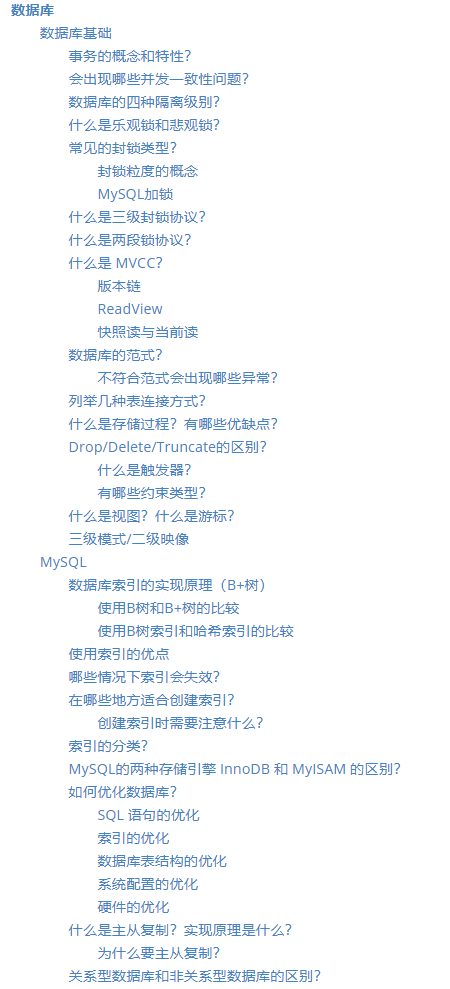 数据库
数据库基础
事务的概念和特性？
会出现哪些并发一致性问题？
数据库的四种隔离级别？
什么是乐观锁和悲观锁？
常见的封锁类型？
封锁粒度的概念
MySQL加锁
什么是三级封锁协议？
什么是两段锁协议？
什么是 MVCC？
版本链
ReadView
快照读与当前读
数据库的范式？
不符合范式会出现哪些异常？
列举几种表连接方式？
什么是存储过程？有哪些优缺点？
Drop/Delete/Truncate的区别？
什么是触发器？
有哪些约束类型？
什么是视图？什么是游标？
三级模式/二级映像
MySQL
数据库索引的实现原理（B+树）
使用B树和B+树的比较
使用B树索引和哈希索引的比较
使用索引的优点
哪些情况下索引会失效？
在哪些地方适合创建索引？
创建索引时需要注意什么？
索引的分类？
MySQL的两种存储引擎 InnoDB 和 MyISAM 的区别？
如何优化数据库？
SQL 语句的优化
索引的优化
数据库表结构的优化
系统配置的优化
硬件的优化
什么是主从复制？实现原理是什么？
为什么要主从复制？
关系型数据库和非关系型数据库的区别？